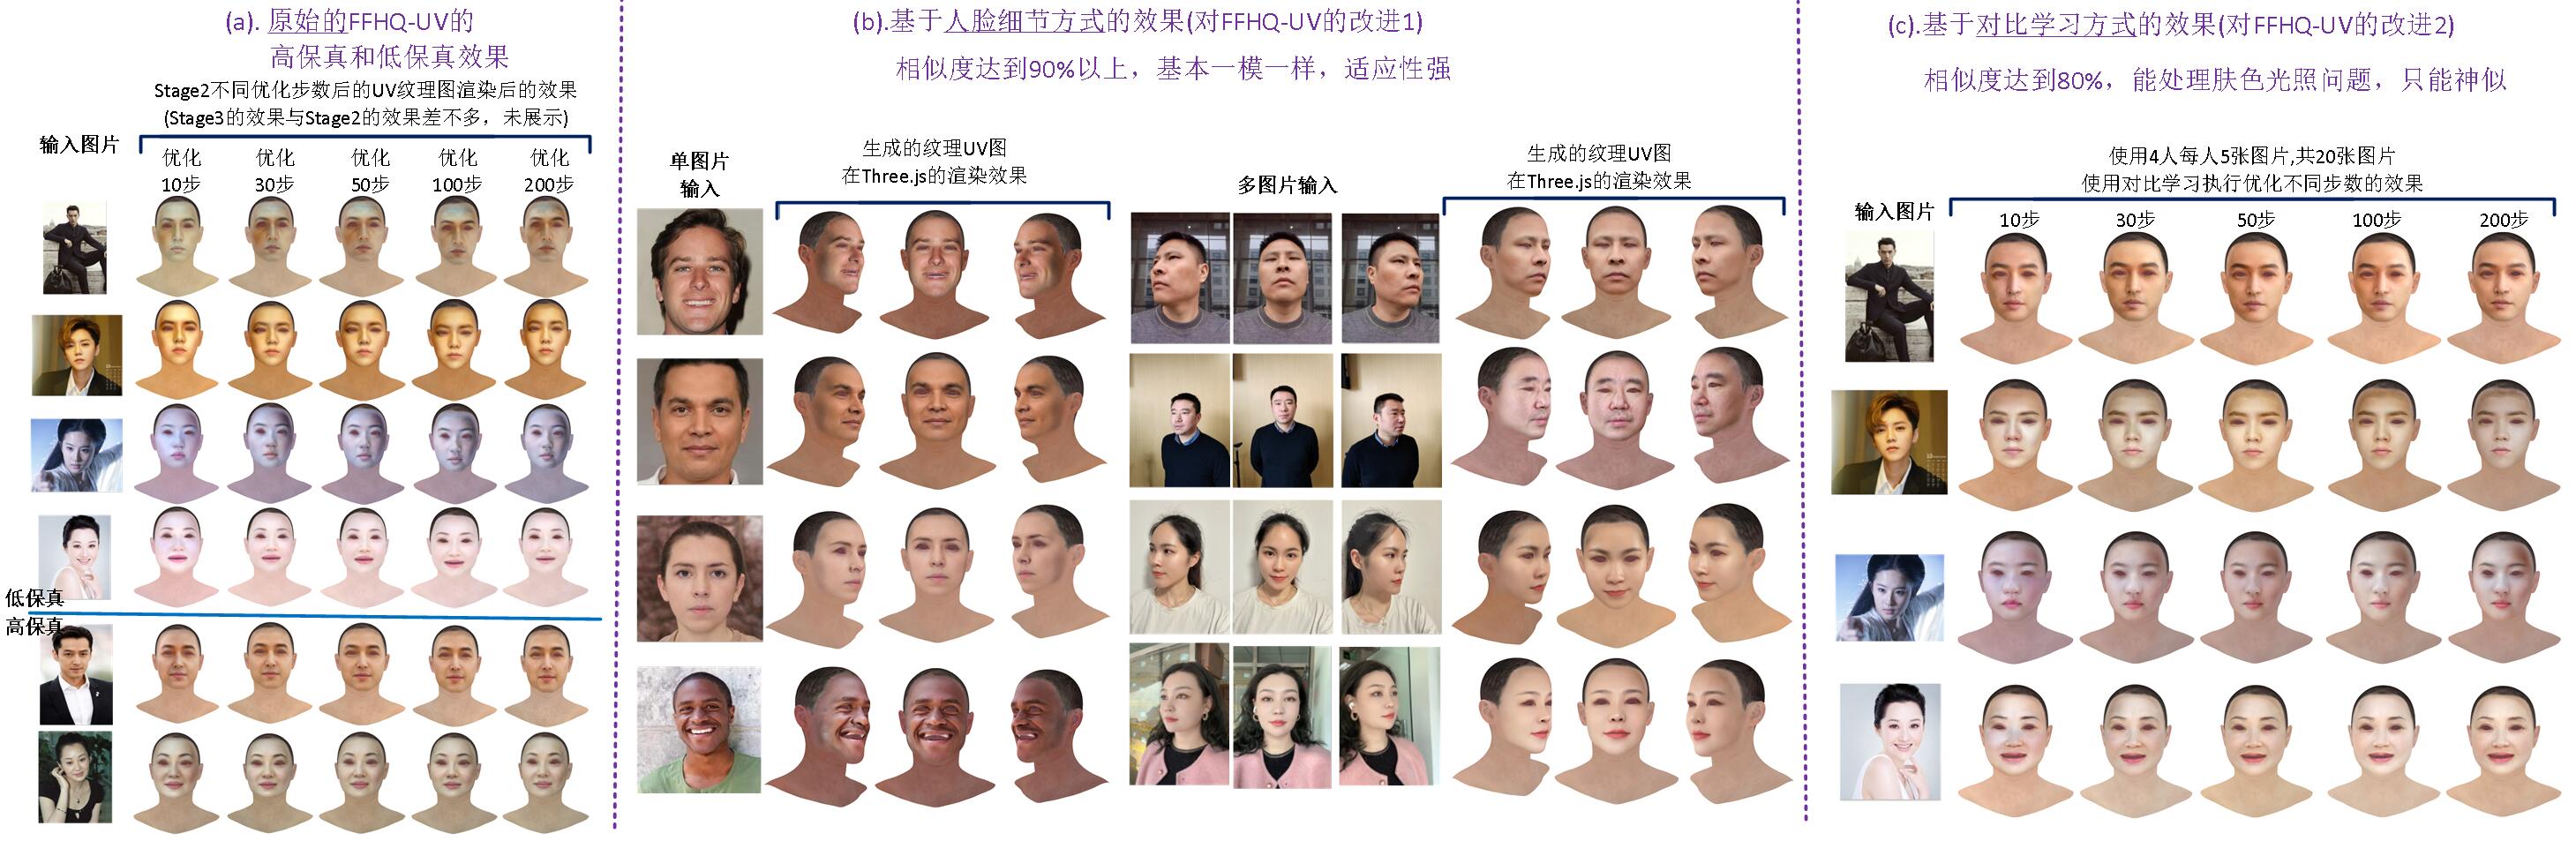 (a). 原始的FFHQ-UV的
高保真和低保真效果
Stage2不同优化步数后的UV纹理图渲染后的效果
(Stage3的效果与Stage2的效果差不多，未展示)
输入图片
优化
10步
优化
30步
优化
50步
优化
100步
优化
200步
低保真
高保真
(b).基于人脸细节方式的效果(对FFHQ-UV的改进1)
相似度达到90%以上，基本一模一样，适应性强
单图片
输入
生成的纹理UV图
在Three.js的渲染效果
多图片输入
生成的纹理UV图
在Three.js的渲染效果
(c).基于对比学习方式的效果(对FFHQ-UV的改进2)
相似度达到80%，能处理肤色光照问题，只能神似
输入图片
使用4人每人5张图片,共20张图片
使用对比学习执行优化不同步数的效果
10步
30步
50步
100步
200步